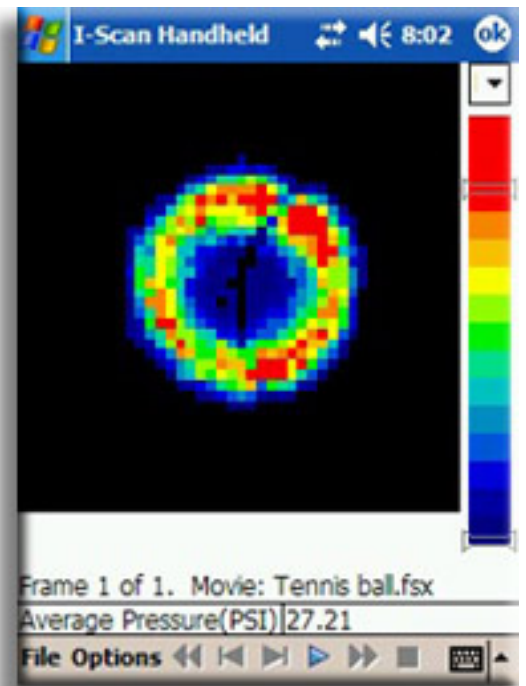 I-Scan Handheld 8:02 ok
Frame 1 of 1. Movie: Tennis ball.fsx
Average Pressure(PSI) 27.21
File Options